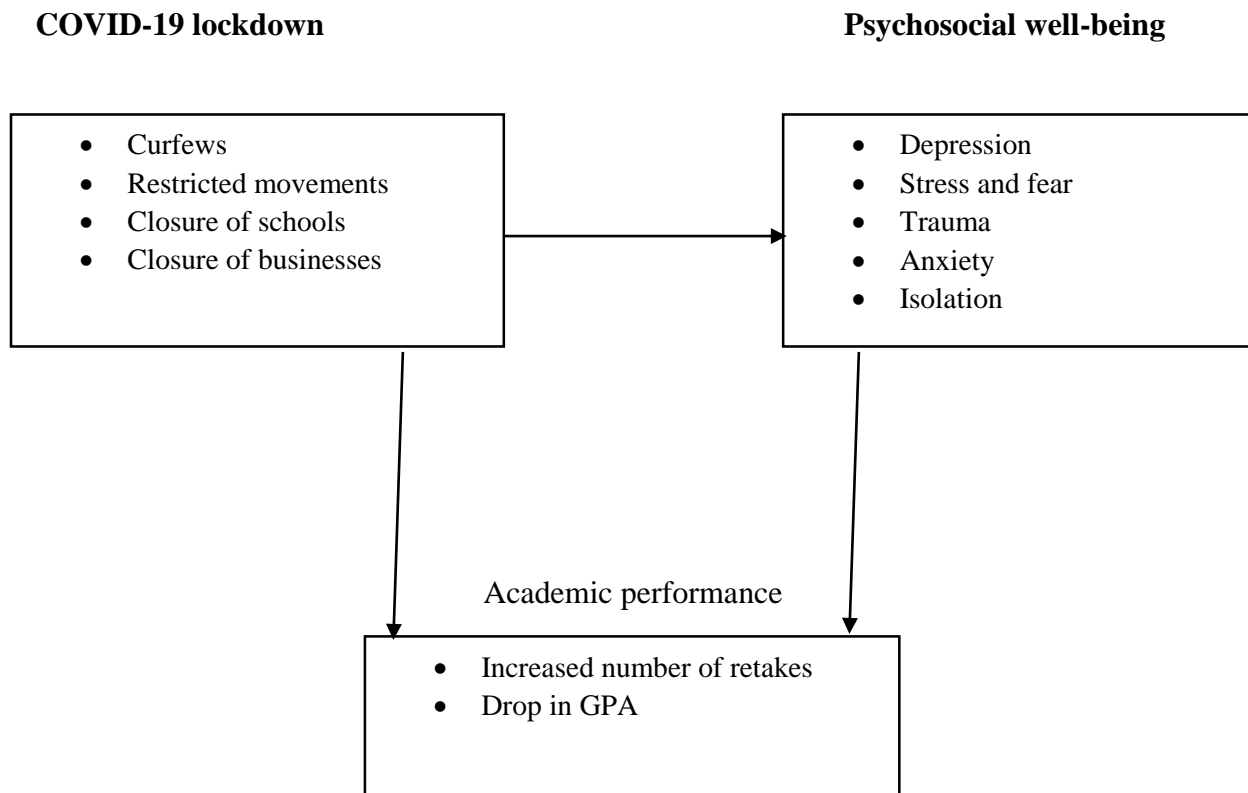 COVID-19 lockdown
Psychosocial well-being
• Curfews
• Restricted movements
• Closure of schools
• Closure of businesses
• Depression
• Stress and fear
• Trauma
• Anxiety
• Isolation
Academic performance
• Increased number of retakes
• Drop in GPA